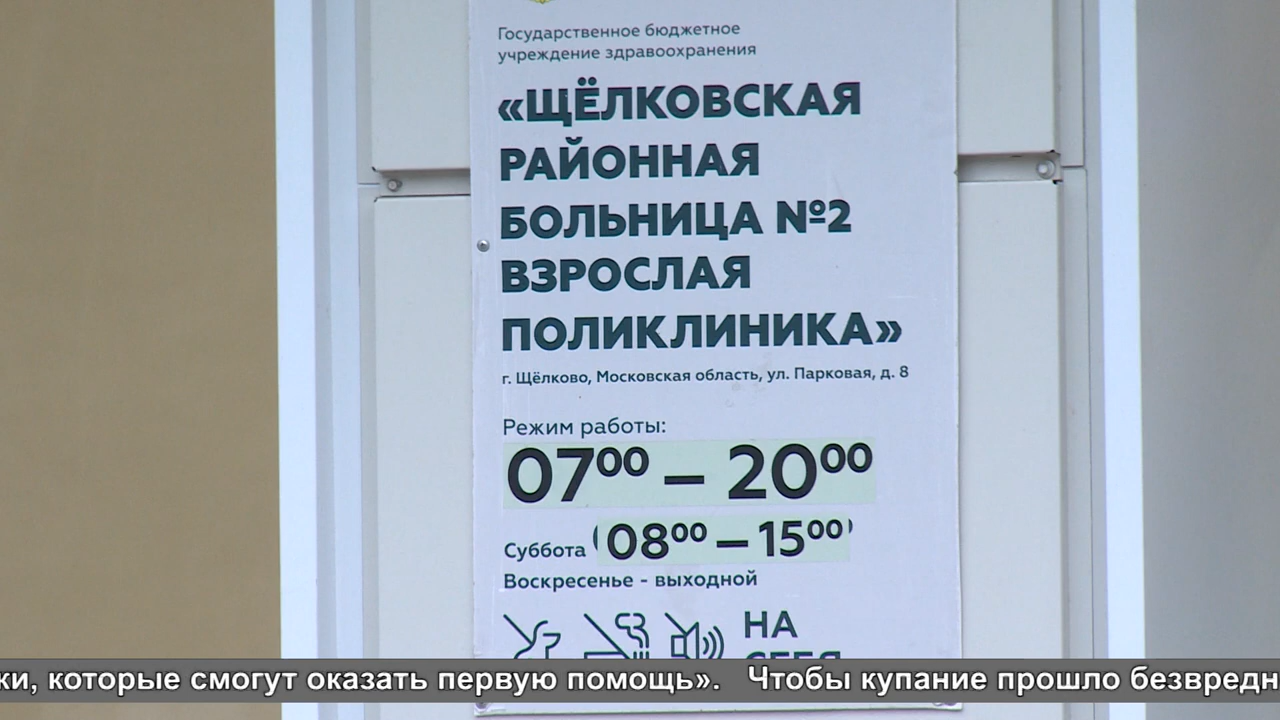 Государственное бюджетное
учреждение здравоохранения
«ЩЁЛКОВСКАЯ
РАЙОННАЯ
БОЛЬНИЦА №2
ВЗРОСЛАЯ
ПОЛИКЛИНИКА»
г. Щёлково, Московская область, ул. Парковая, д. 8
Режим работы:
07⁰⁰ – 20⁰⁰
Суббота (08⁰⁰ – 15⁰⁰)
Воскресенье - выходной
НА
СЕБЯ
ки, которые смогут оказать первую помощь». Чтобы купание прошло безвредн